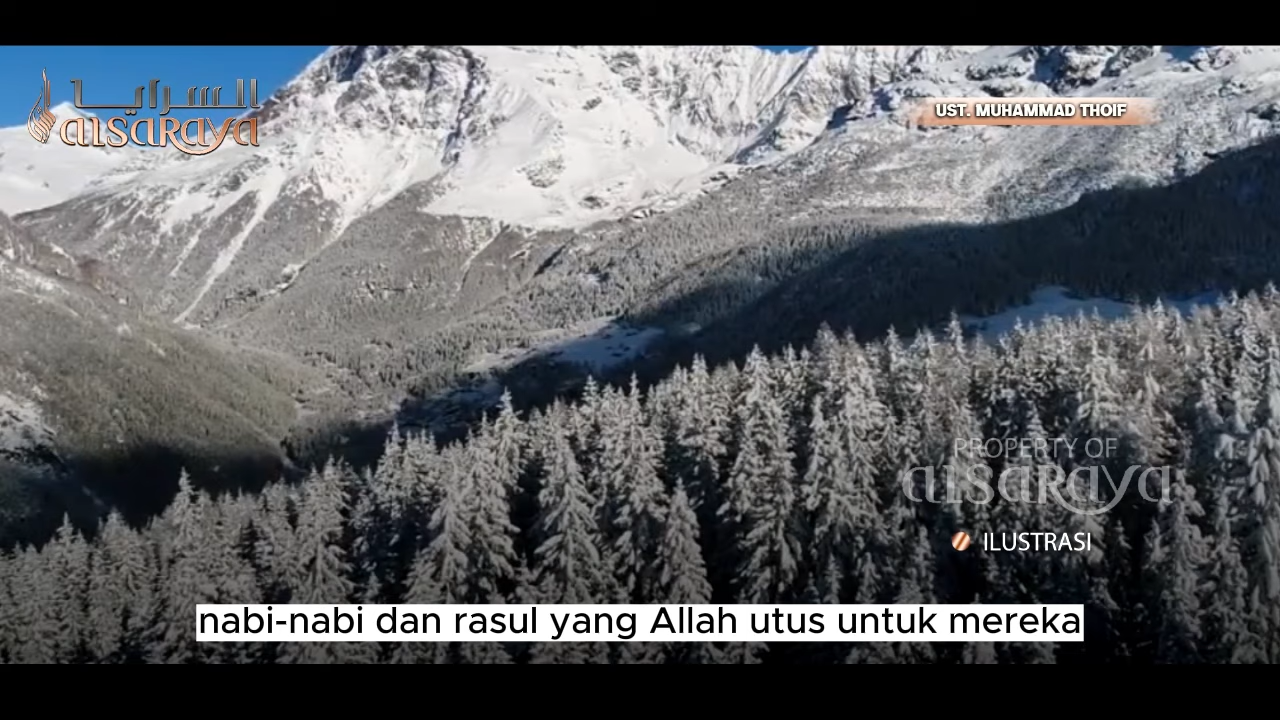 السرايا
alsaraya
UST. MUHAMMAD THOIF
PROPERTY OF
alsaraya
ILUSTRASI
nabi-nabi dan rasul yang Allah utus untuk mereka